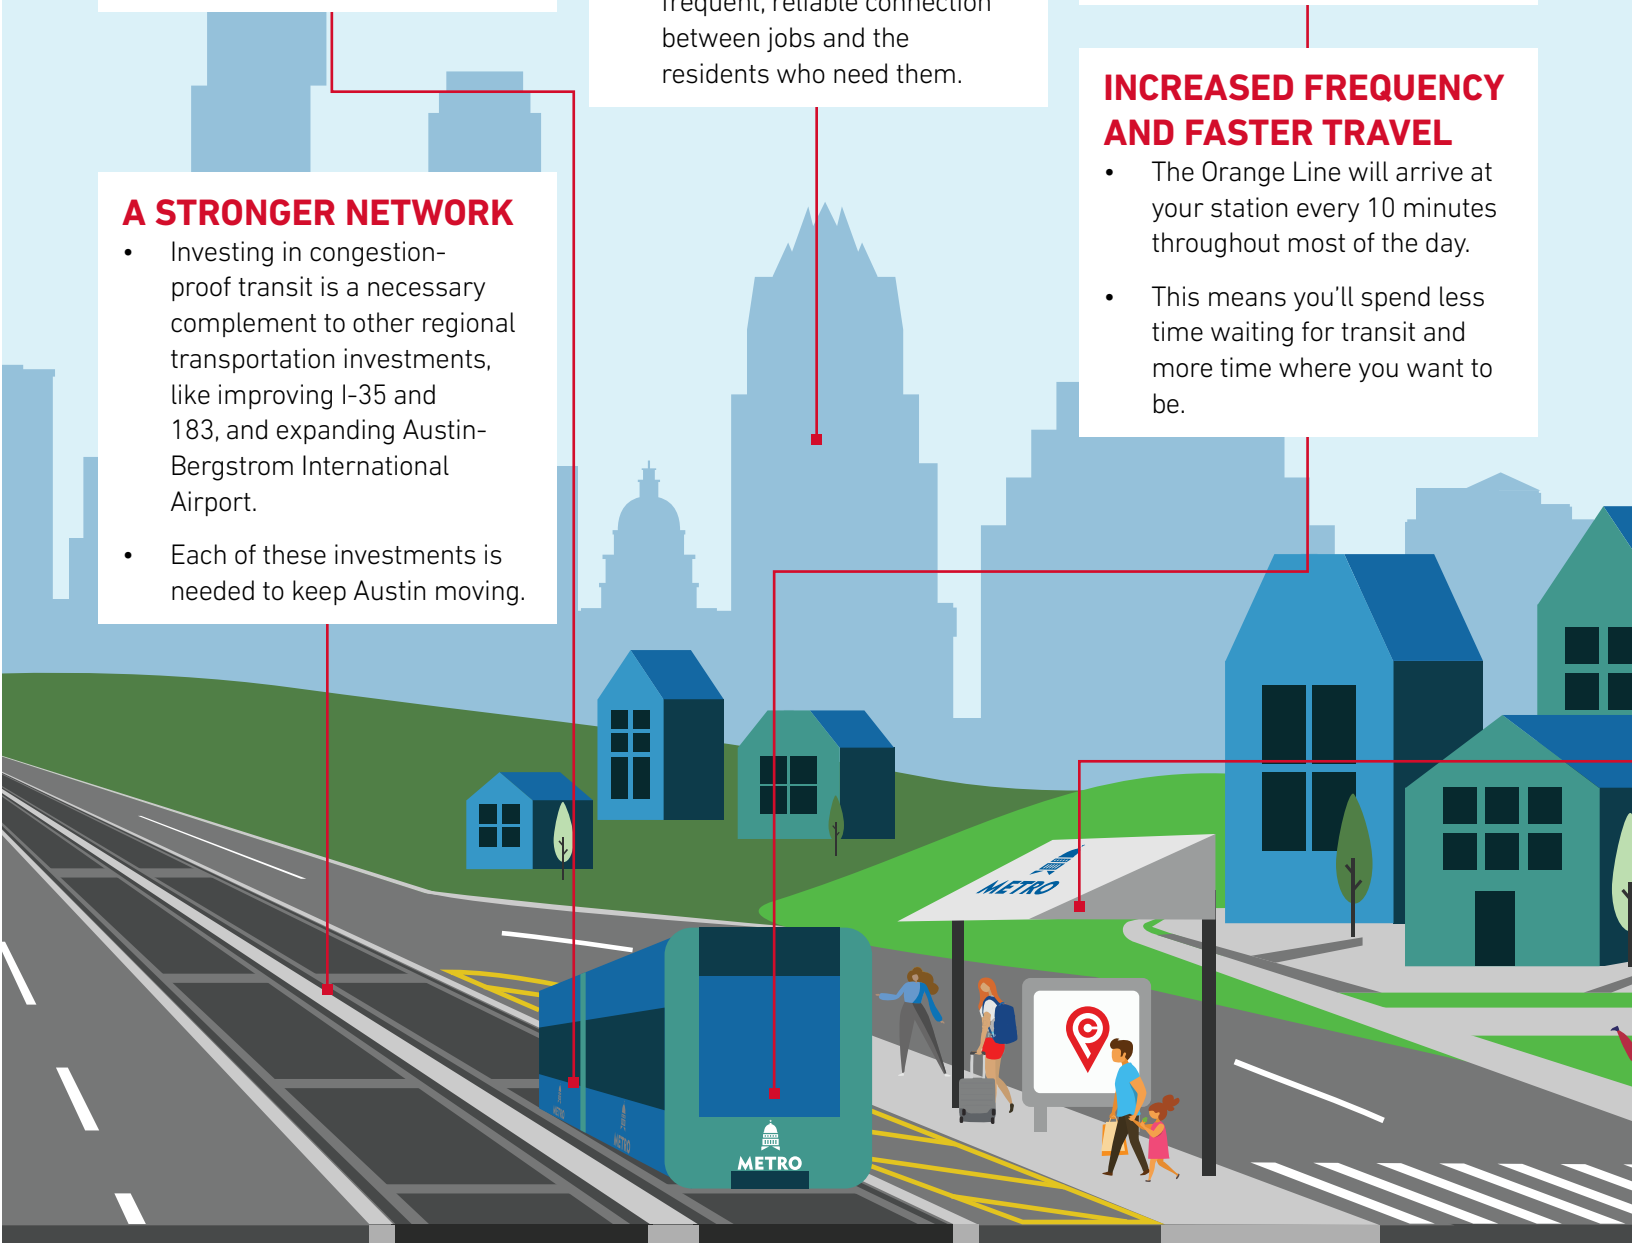 frequent, reliable connection
between jobs and the
residents who need them.
INCREASED FREQUENCY
AND FASTER TRAVEL
• The Orange Line will arrive at
your station every 10 minutes
throughout most of the day.
• This means you'll spend less
time waiting for transit and
more time where you want to
be.
A STRONGER NETWORK
• Investing in congestion-
proof transit is a necessary
complement to other regional
transportation investments,
like improving I-35 and
183, and expanding Austin-
Bergstrom International
Airport.
• Each of these investments is
needed to keep Austin moving.
METRO
C
METRO
METRO
METRO